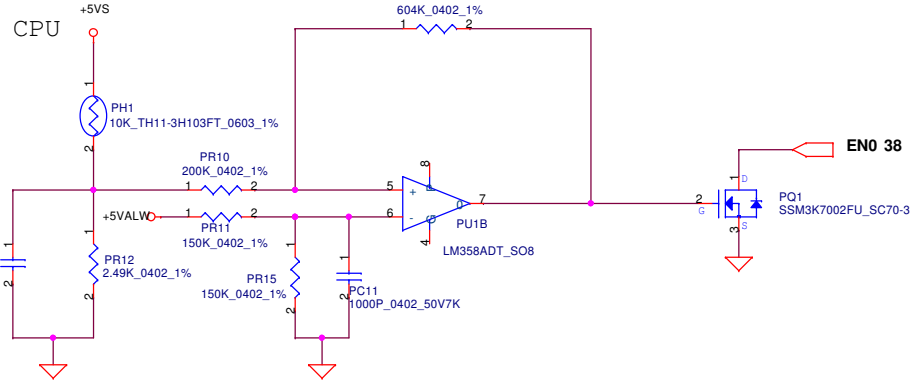 604K_0402_1%
1
2
+5VS
CPU
1
PH1
10K_TH11-3H103FT_0603_1%
2
PR10
200K_0402_1%
1
2
+5VALW
1
2
PR11
150K_0402_1%
5
+
6
-
8
4
0
7
PU1B
LM358ADT_SO8
EN0 38
1
D
2
G
3
S
PQ1
SSM3K7002FU_SC70-3
1
2
1
PR12
2.49K_0402_1%
2
1
PR15
150K_0402_1%
2
1
2
PC11
1000P_0402_50V7K